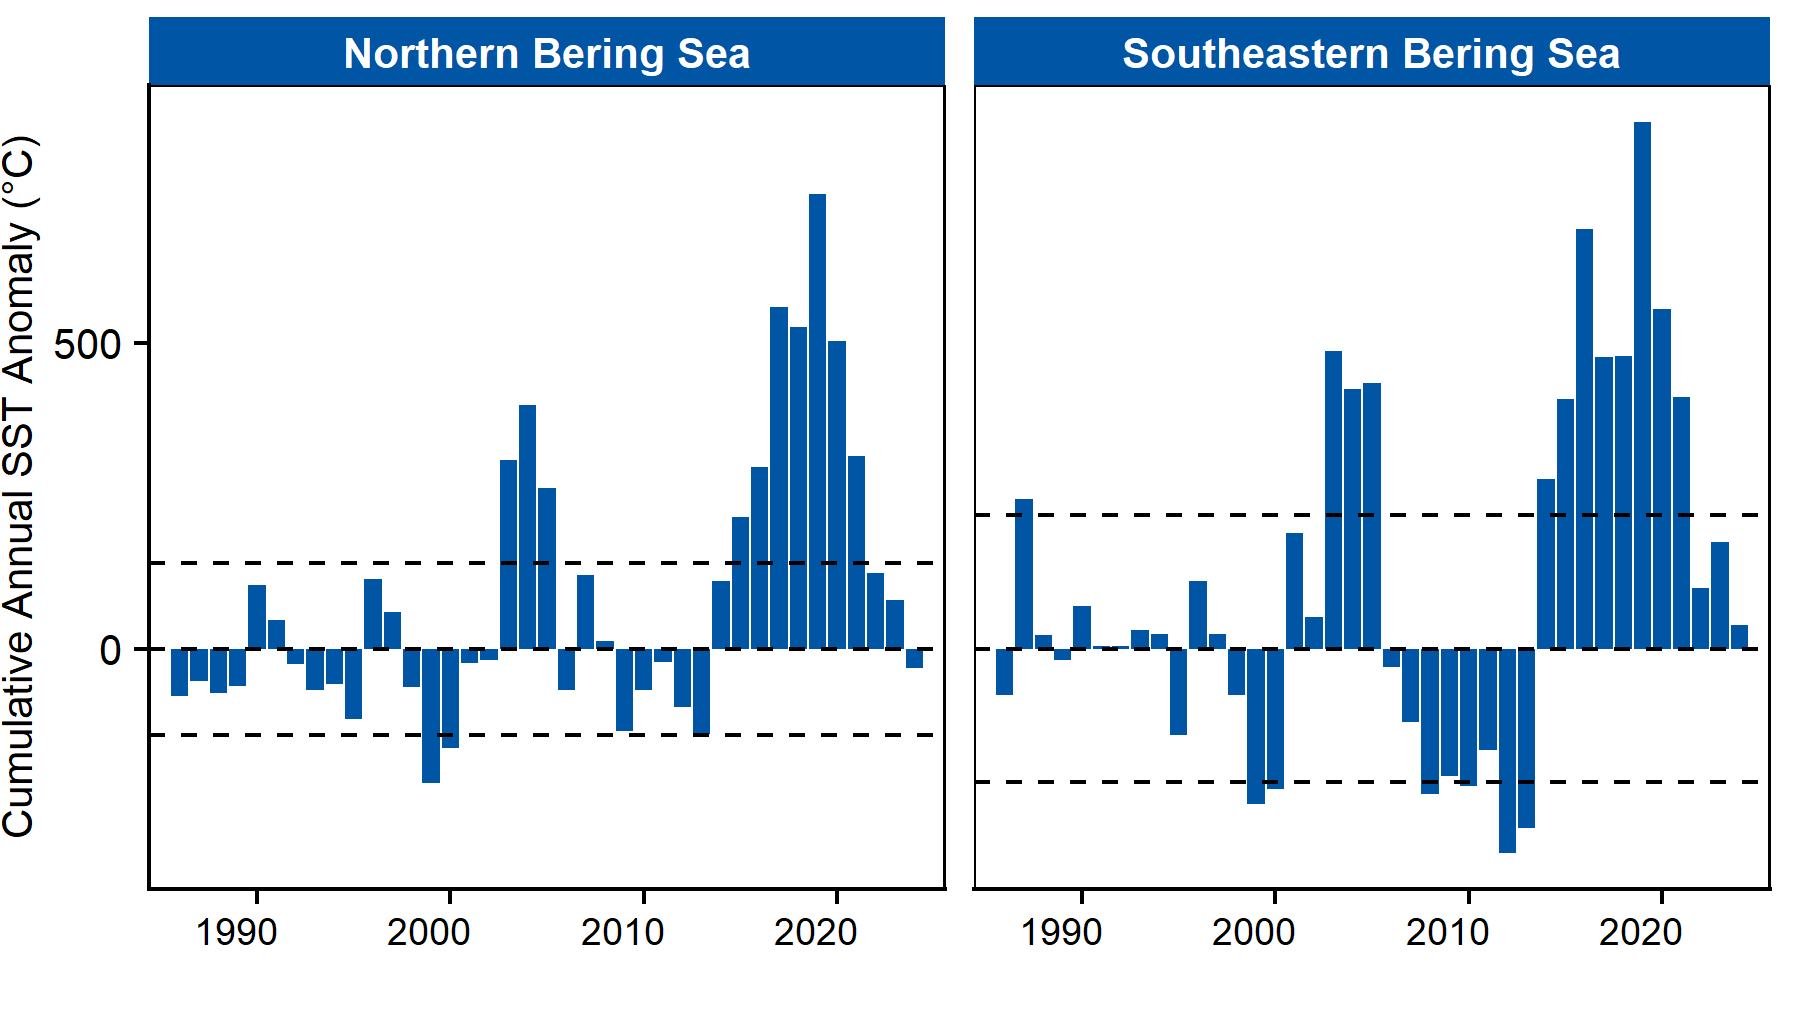 Northern Bering Sea
Southeastern Bering Sea
Cumulative Annual SST Anomaly (°C)
500
0
1990 2000 2010 2020
1990 2000 2010 2020